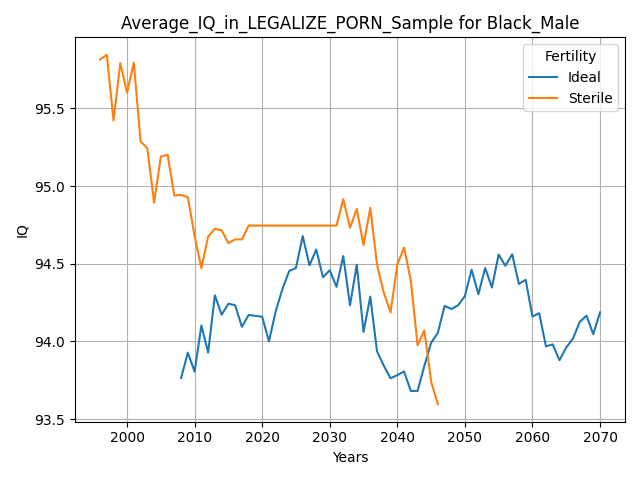 Average_IQ_in_LEGALIZE_PORN_Sample for Black_Male
Fertility
Ideal
Sterile
IQ
95.5
95.0
94.5
94.0
93.5
2000 2010 2020 2030 2040 2050 2060 2070
Years